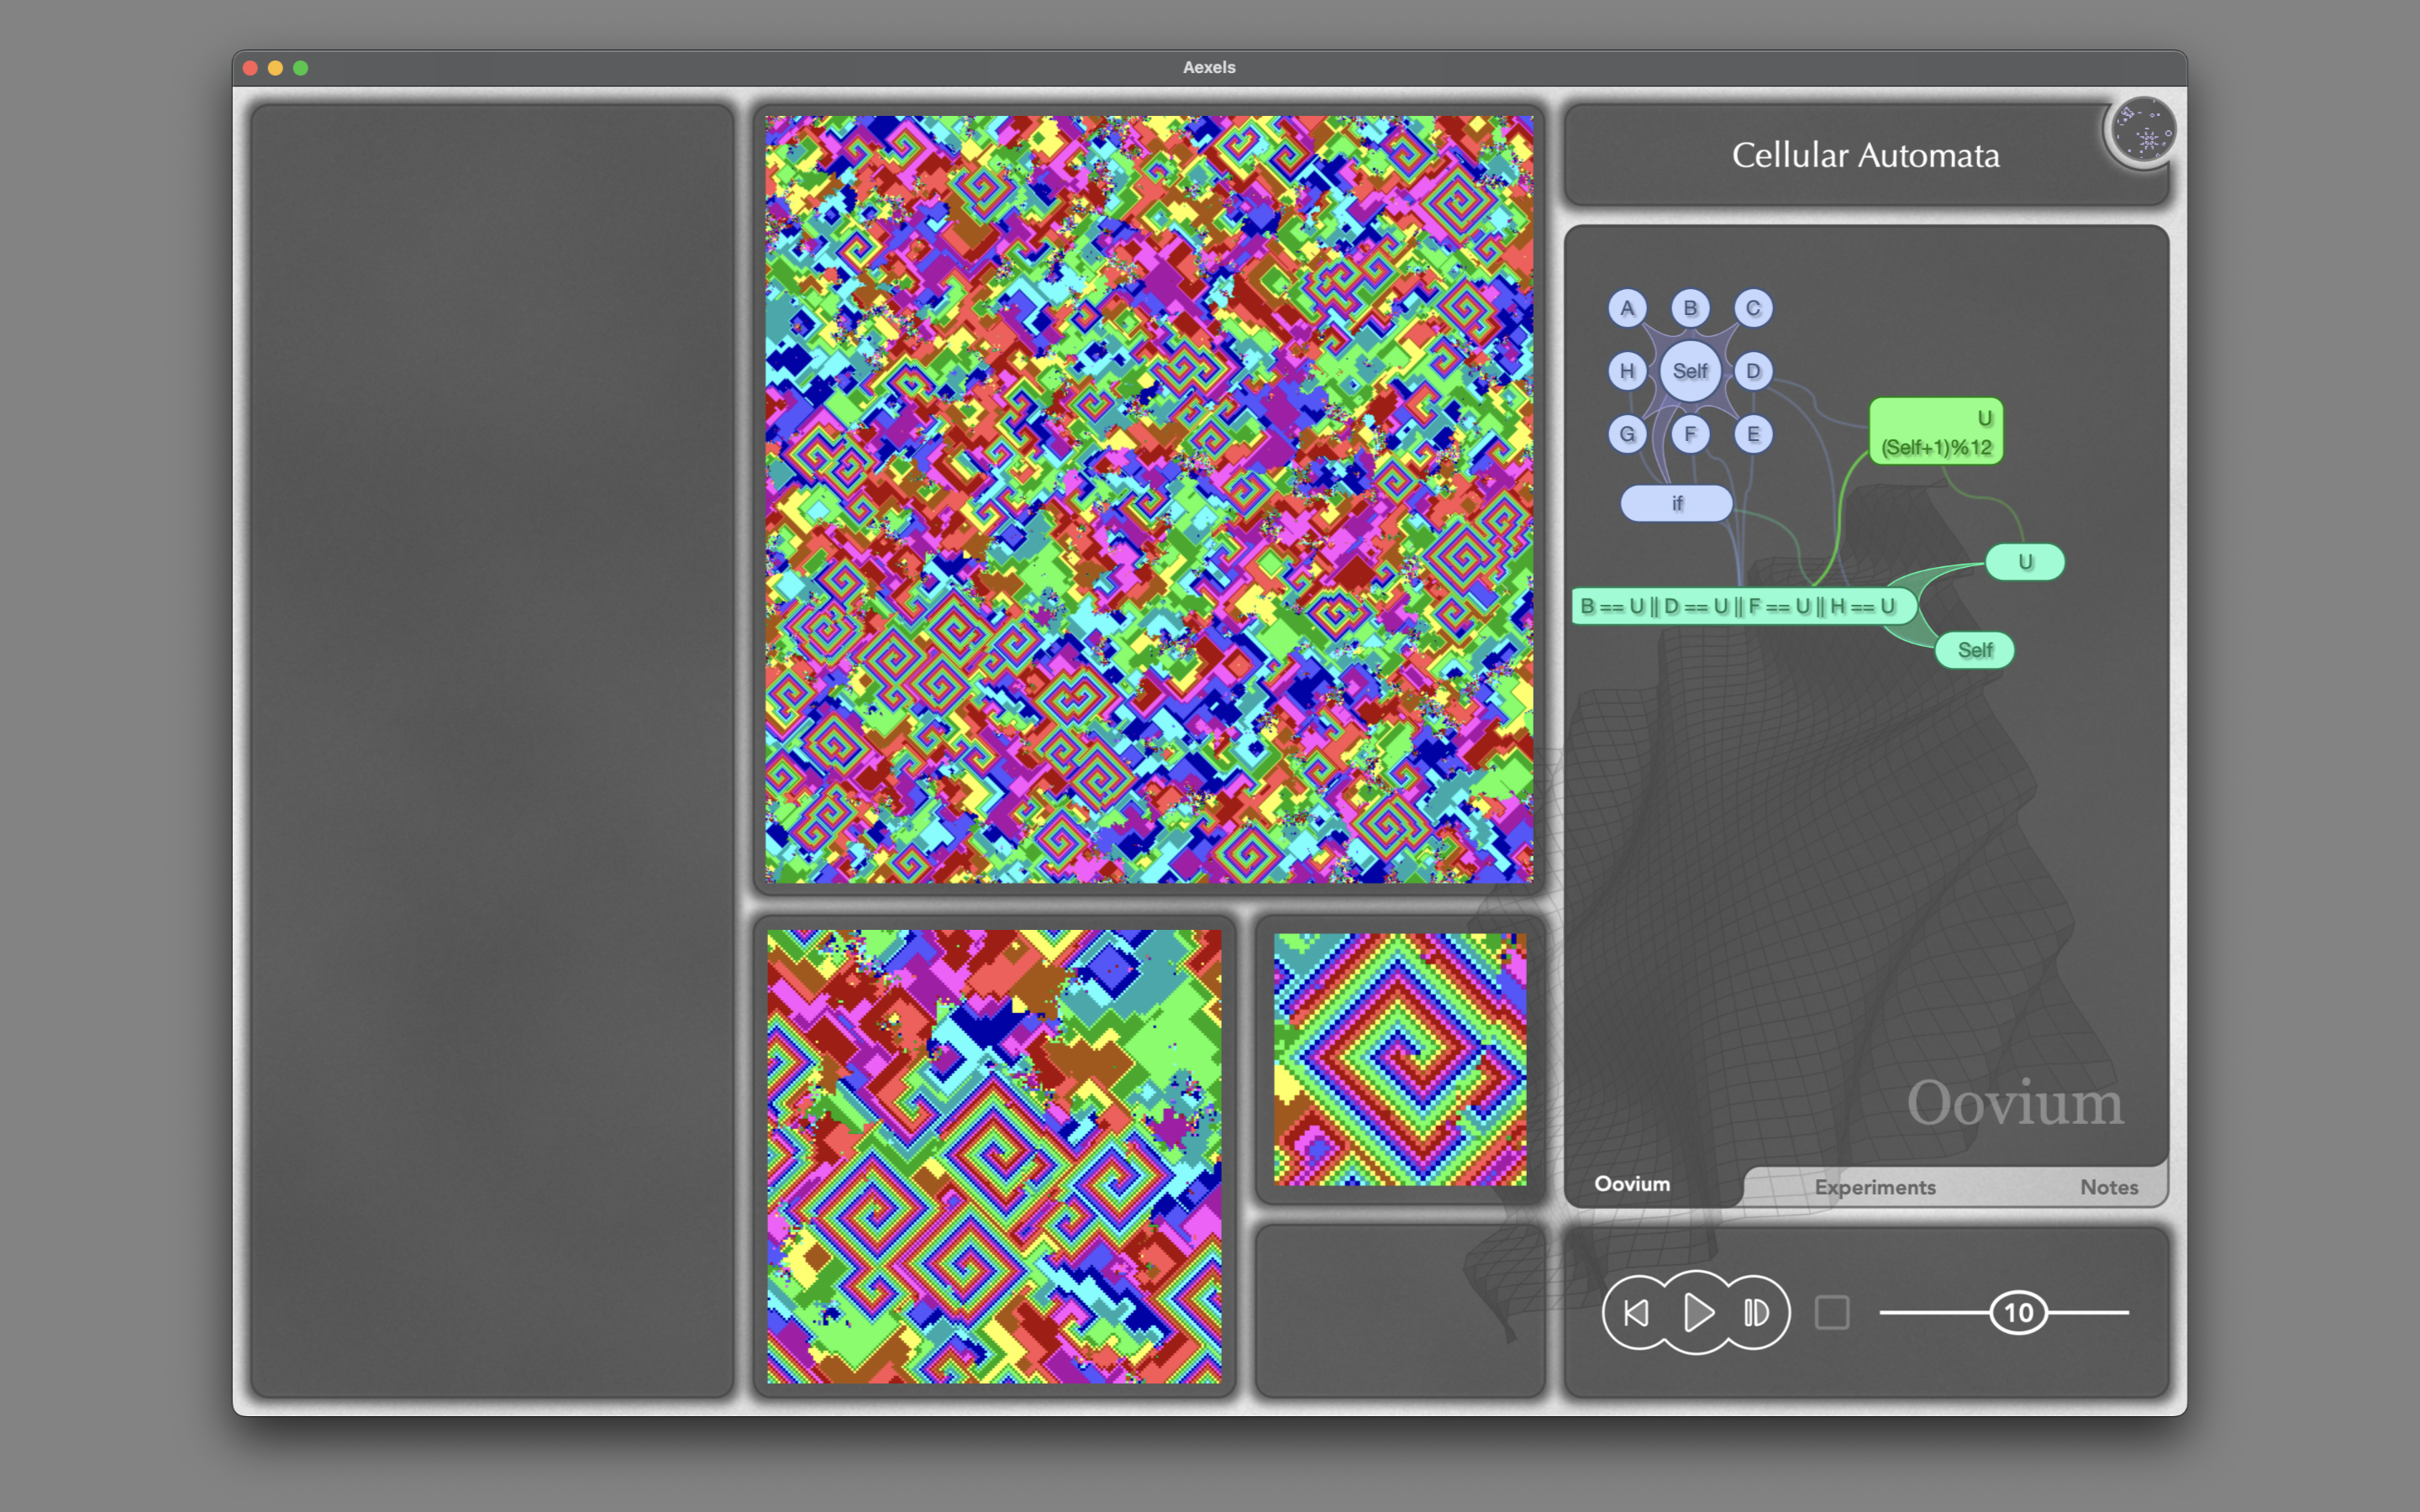 Aexels
Cellular Automata
A B C
H Self D
G F E
U
(Self+1)%12
if
U
B == U || D == U || F == U || H == U
Self
Oovium
Oovium Experiments Notes
10